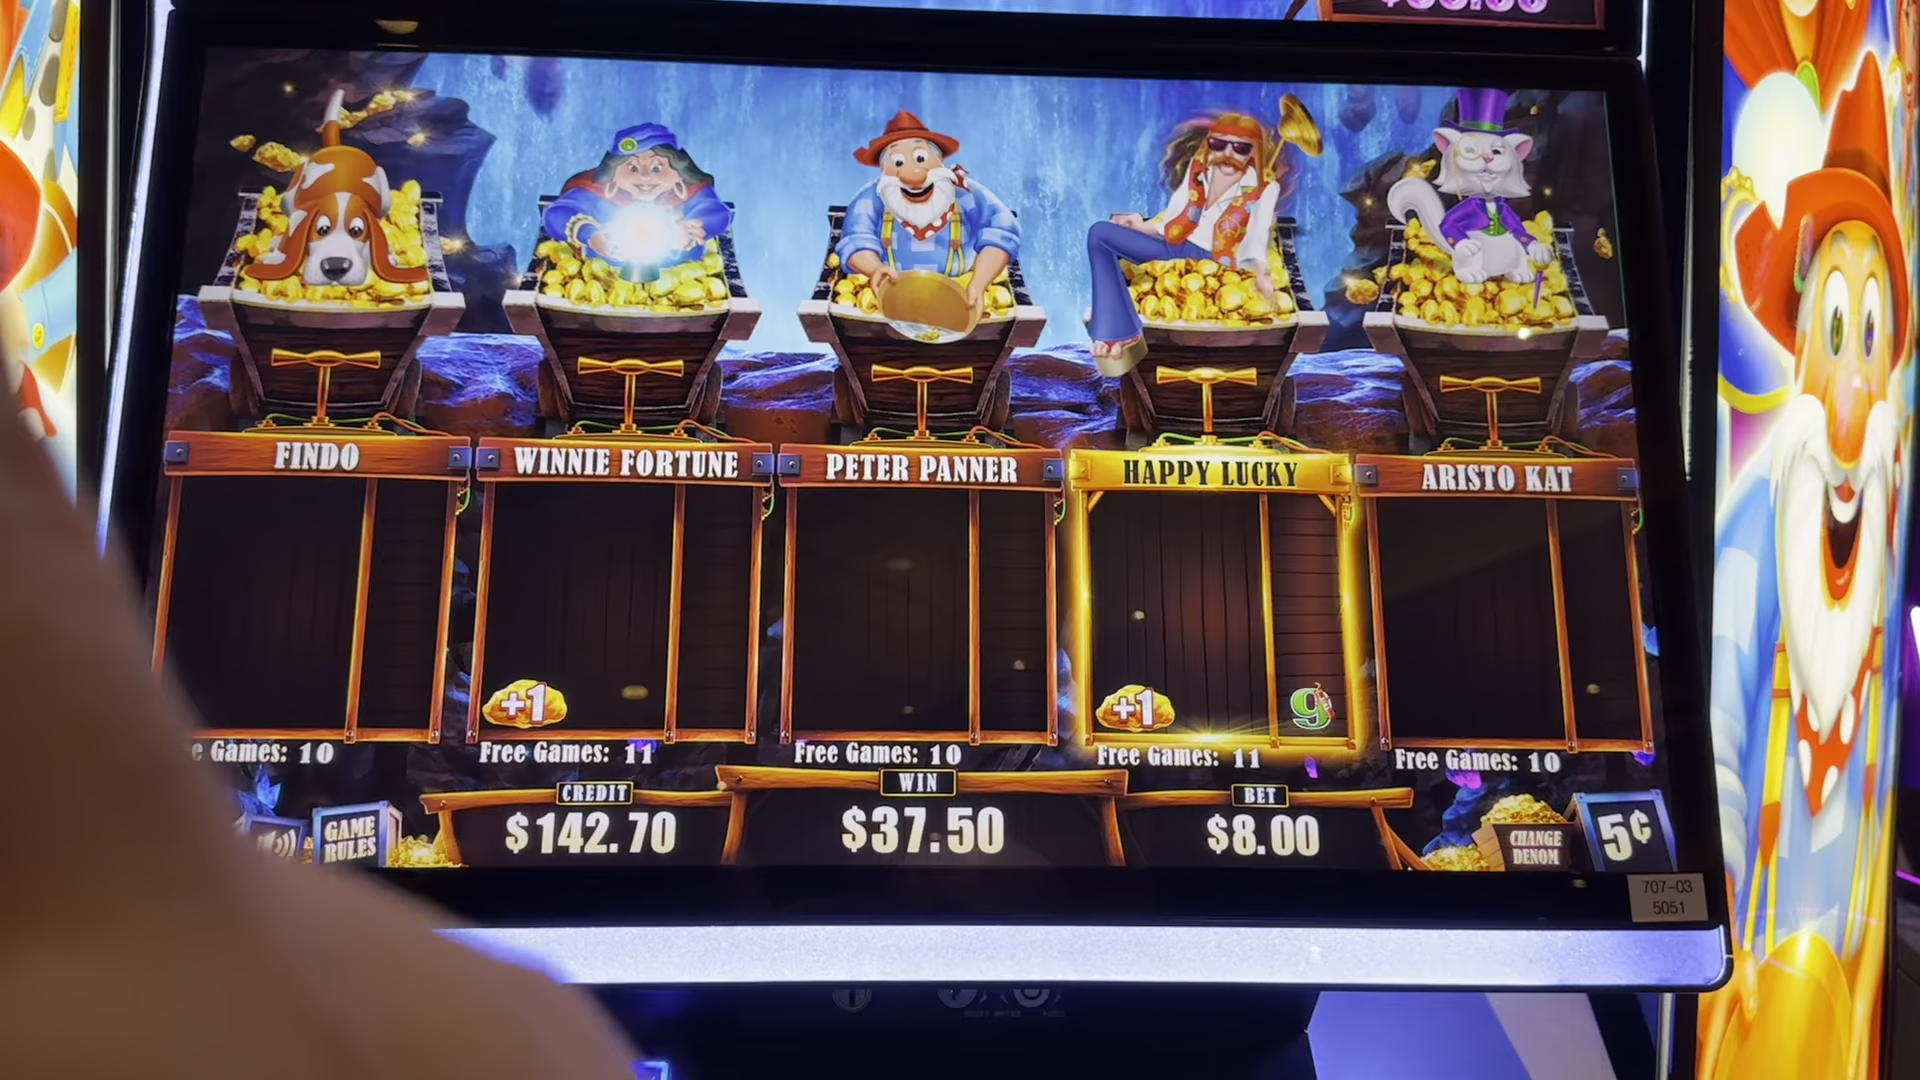 FINDO
WINNIE FORTUNE
PETER PANNER
HAPPY LUCKY
ARISTO KAT
+1
+1
9
e Games: 10
Free Games: 11
Free Games: 10
Free Games: 11
Free Games: 10
GAME
RULES
CREDIT
$142.70
WIN
$37.50
BET
$8.00
CHANGE
DENOM
5¢
707-03
5051